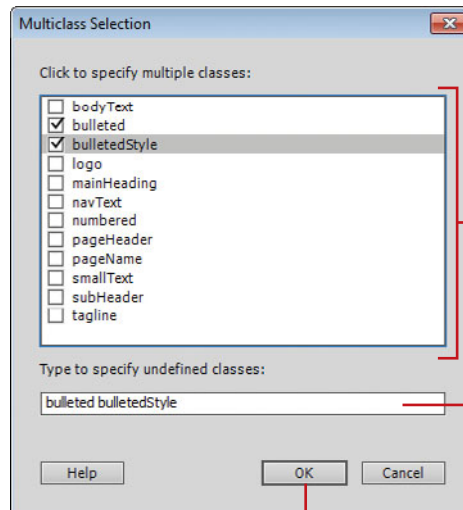 Multiclass Selection
Click to specify multiple classes:
bodyText
bulleted
bulletedStyle
logo
mainHeading
navText
numbered
pageHeader
pageName
smallText
subHeader
tagline
Type to specify undefined classes:
bulleted bulletedStyle
Help
OK
Cancel